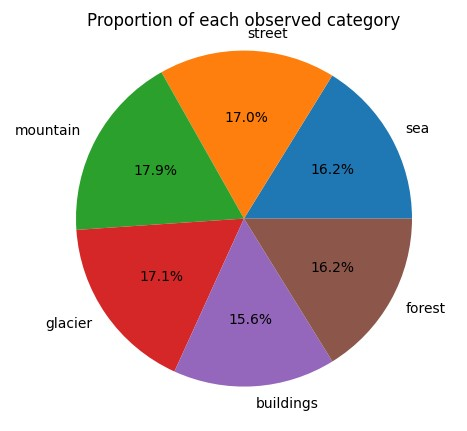 Proportion of each observed category
street
17.0%
mountain
sea
17.9%
16.2%
17.1%
16.2%
15.6%
glacier
forest
buildings